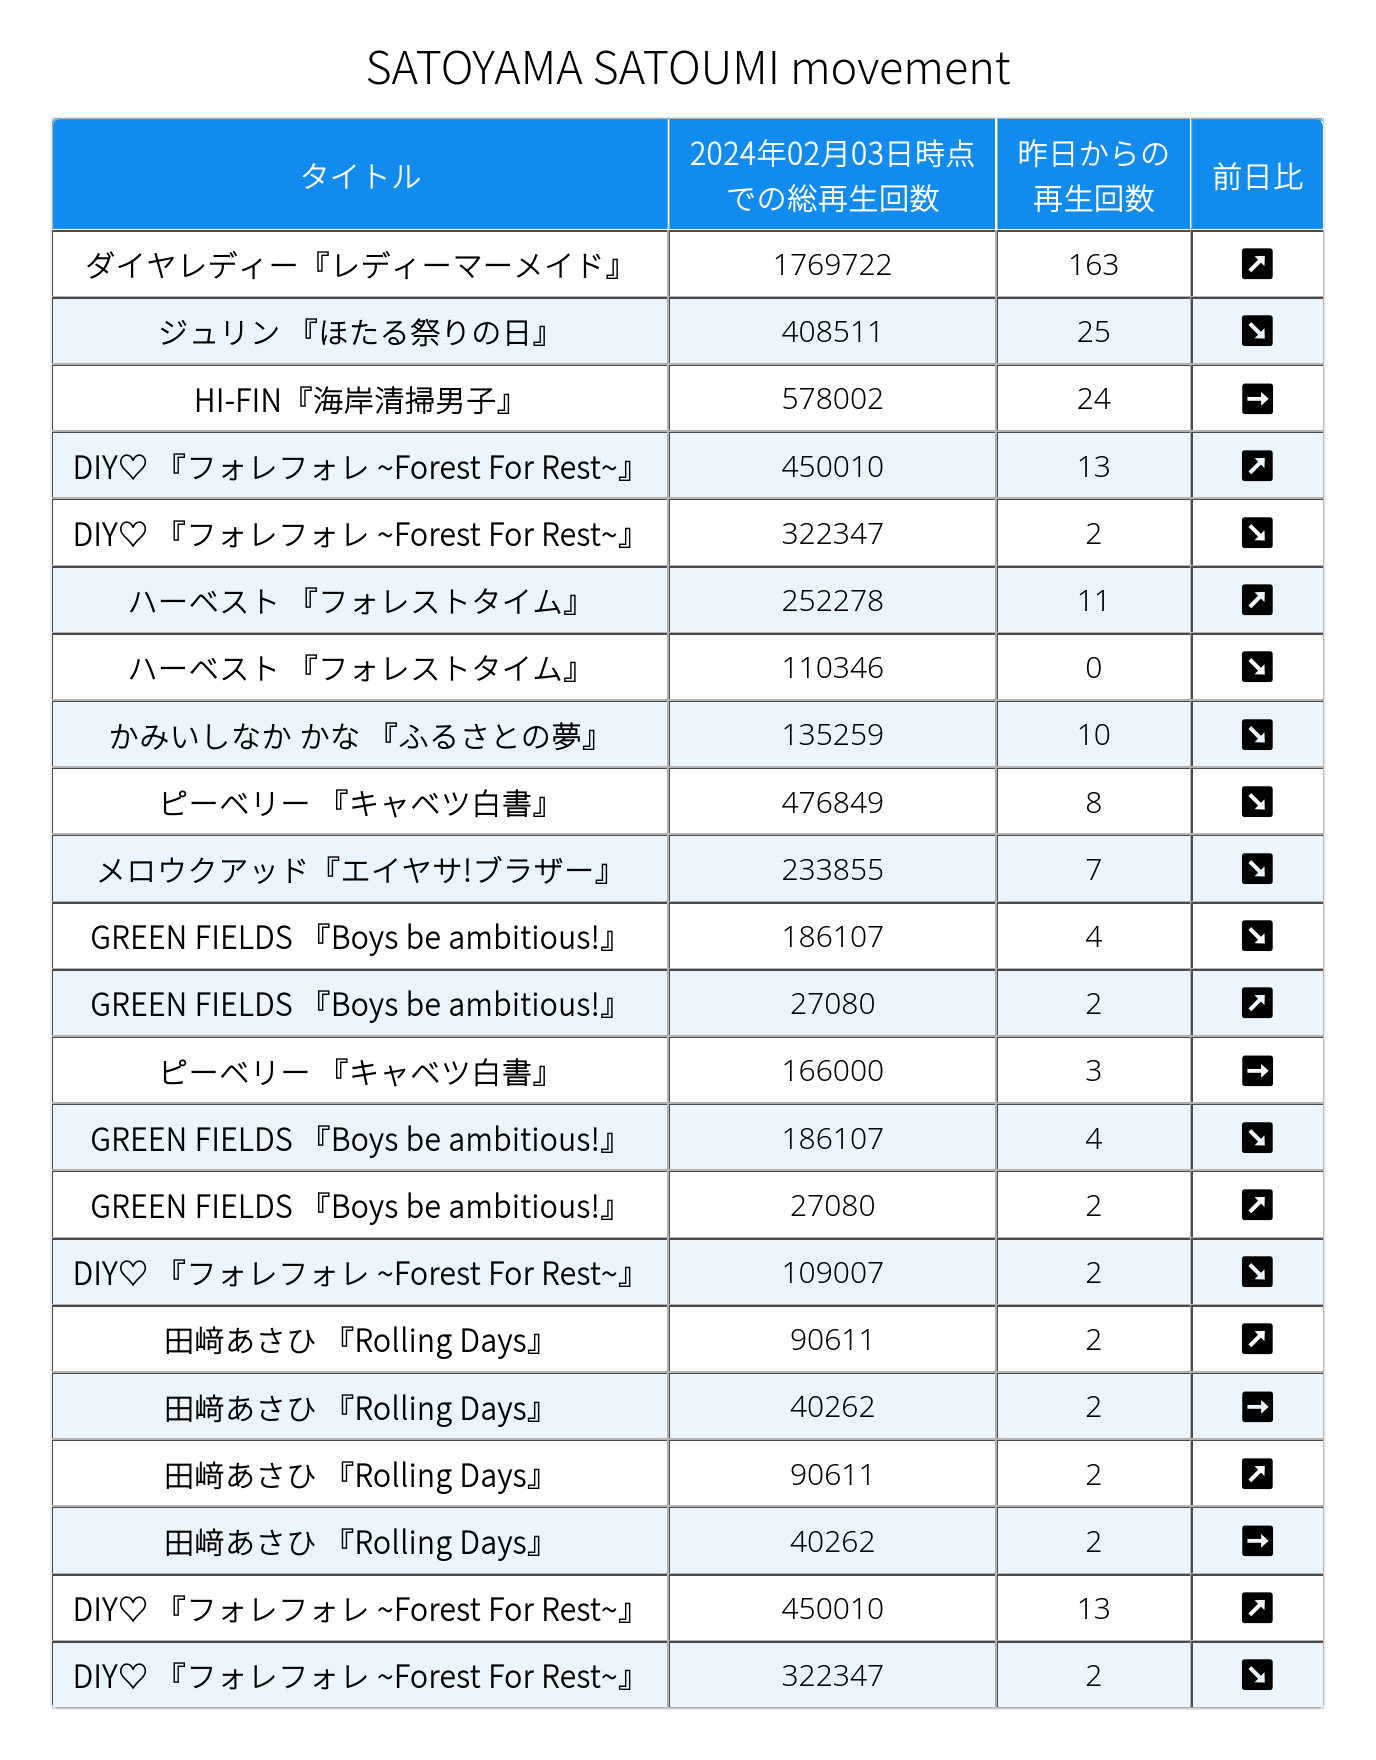 SATOYAMA SATOUMI movement
タイトル 2024年02月03日時点での総再生回数 昨日からの再生回数 前日比
ダイヤレディー『レディーマーメイド』 1769722 163 ↗
ジュリン 『ほたる祭りの日』 408511 25 ↘
HI-FIN『海岸清掃男子』 578002 24 →
DIY♡ 『フォレフォレ ~Forest For Rest~』 450010 13 ↗
DIY♡ 『フォレフォレ ~Forest For Rest~』 322347 2 ↘
ハーベスト 『フォレストタイム』 252278 11 ↗
ハーベスト 『フォレストタイム』 110346 0 ↘
かみいしなか かな 『ふるさとの夢』 135259 10 ↘
ピーベリー 『キャベツ白書』 476849 8 ↘
メロウクアッド『エイヤサ!ブラザー』 233855 7 ↘
GREEN FIELDS 『Boys be ambitious!』 186107 4 ↘
GREEN FIELDS 『Boys be ambitious!』 27080 2 ↗
ピーベリー 『キャベツ白書』 166000 3 →
GREEN FIELDS 『Boys be ambitious!』 186107 4 ↘
GREEN FIELDS 『Boys be ambitious!』 27080 2 ↗
DIY♡ 『フォレフォレ ~Forest For Rest~』 109007 2 ↘
田﨑あさひ 『Rolling Days』 90611 2 ↗
田﨑あさひ 『Rolling Days』 40262 2 →
田﨑あさひ 『Rolling Days』 90611 2 ↗
田﨑あさひ 『Rolling Days』 40262 2 →
DIY♡ 『フォレフォレ ~Forest For Rest~』 450010 13 ↗
DIY♡ 『フォレフォレ ~Forest For Rest~』 322347 2 ↘